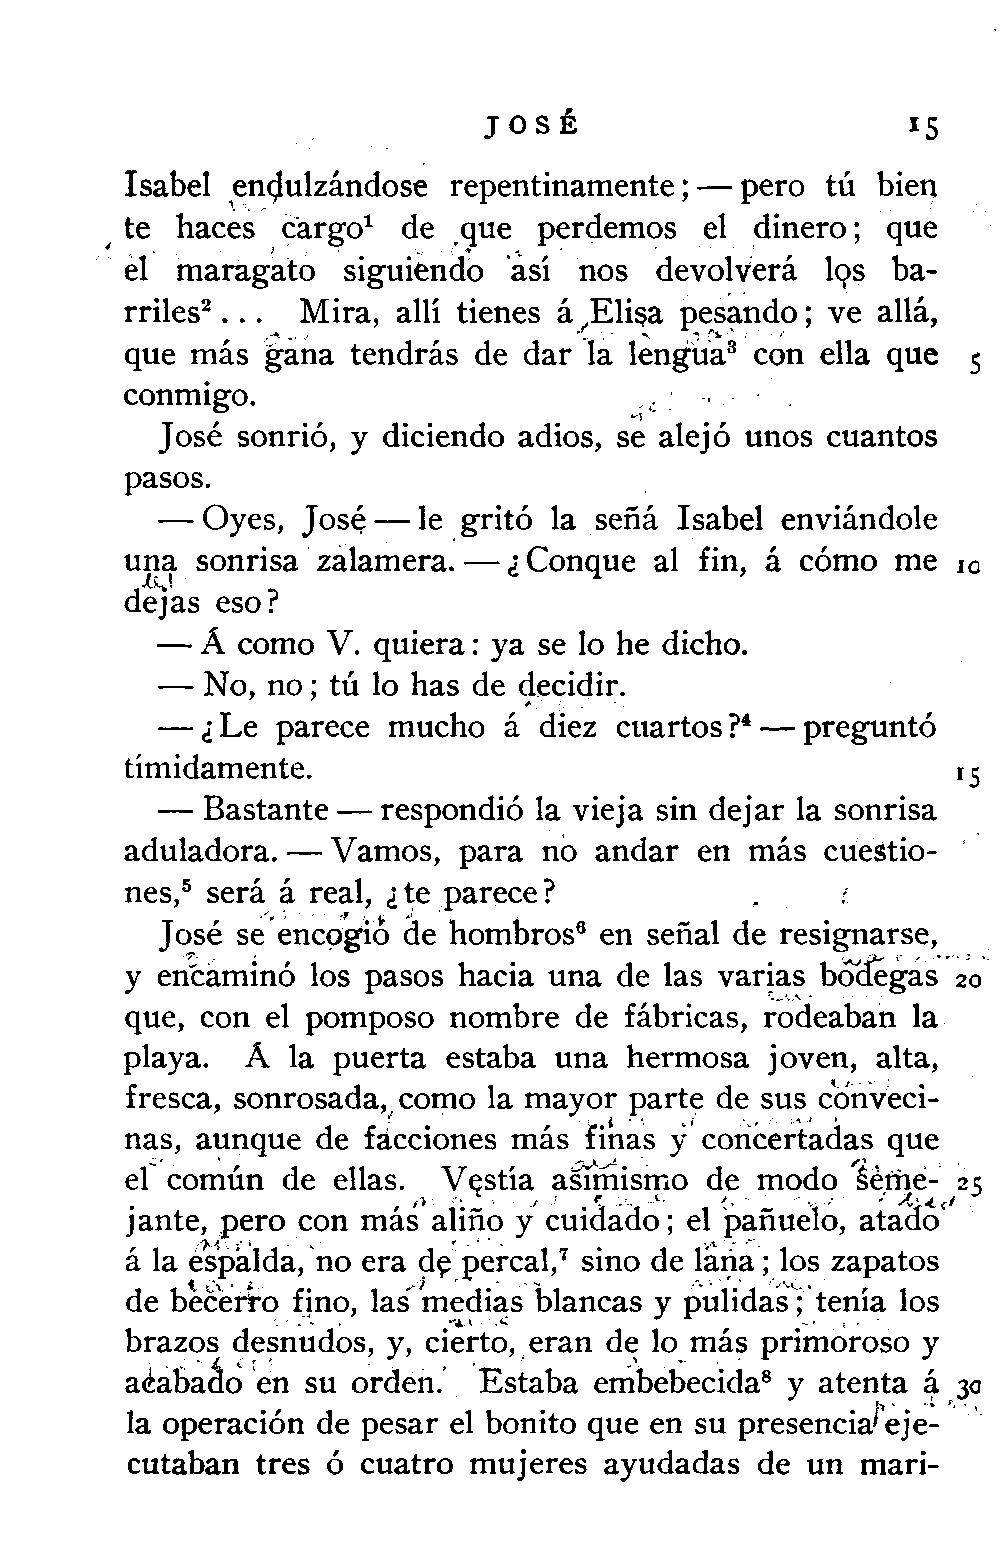 JOSÉ 15
Isabel endulzándose repentinamente; — pero tú bien
te haces cargo¹ de que perdemos el dinero; que
el maragato siguiendo así nos devolverá los ba-
rriles² . . . Mira, allí tienes á Elisa pesando; ve allá,
que más gana tendrás de dar la lengua³ con ella que 5
conmigo.
José sonrió, y diciendo adios, se alejó unos cuantos
pasos.
— Oyes, José — le gritó la señá Isabel enviándole
una sonrisa zalamera. — ¿Conque al fin, á cómo me 10
dejas eso?
— Á como V. quiera: ya se lo he dicho.
— No, no; tú lo has de decidir.
— ¿Le parece mucho á diez cuartos?⁴ — preguntó
tímidamente. 15
— Bastante — respondió la vieja sin dejar la sonrisa
aduladora. — Vamos, para no andar en más cuestio-
nes,⁵ será á real, ¿te parece?
José se encogió de hombros⁶ en señal de resignarse,
y encaminó los pasos hacia una de las varias bodegas 20
que, con el pomposo nombre de fábricas, rodeaban la
playa. Á la puerta estaba una hermosa joven, alta,
fresca, sonrosada, como la mayor parte de sus conveci-
nas, aunque de facciones más finas y concertadas que
el común de ellas. Vestía asimismo de modo seme- 25
jante, pero con más aliño y cuidado; el pañuelo, atado
á la espalda, no era de percal,⁷ sino de lana; los zapatos
de becerro fino, las medias blancas y pulidas; tenía los
brazos desnudos, y, cierto, eran de lo más primoroso y
acabado en su orden. Estaba embebecida⁸ y atenta á 30
la operación de pesar el bonito que en su presencia eje-
cutaban tres ó cuatro mujeres ayudadas de un mari-